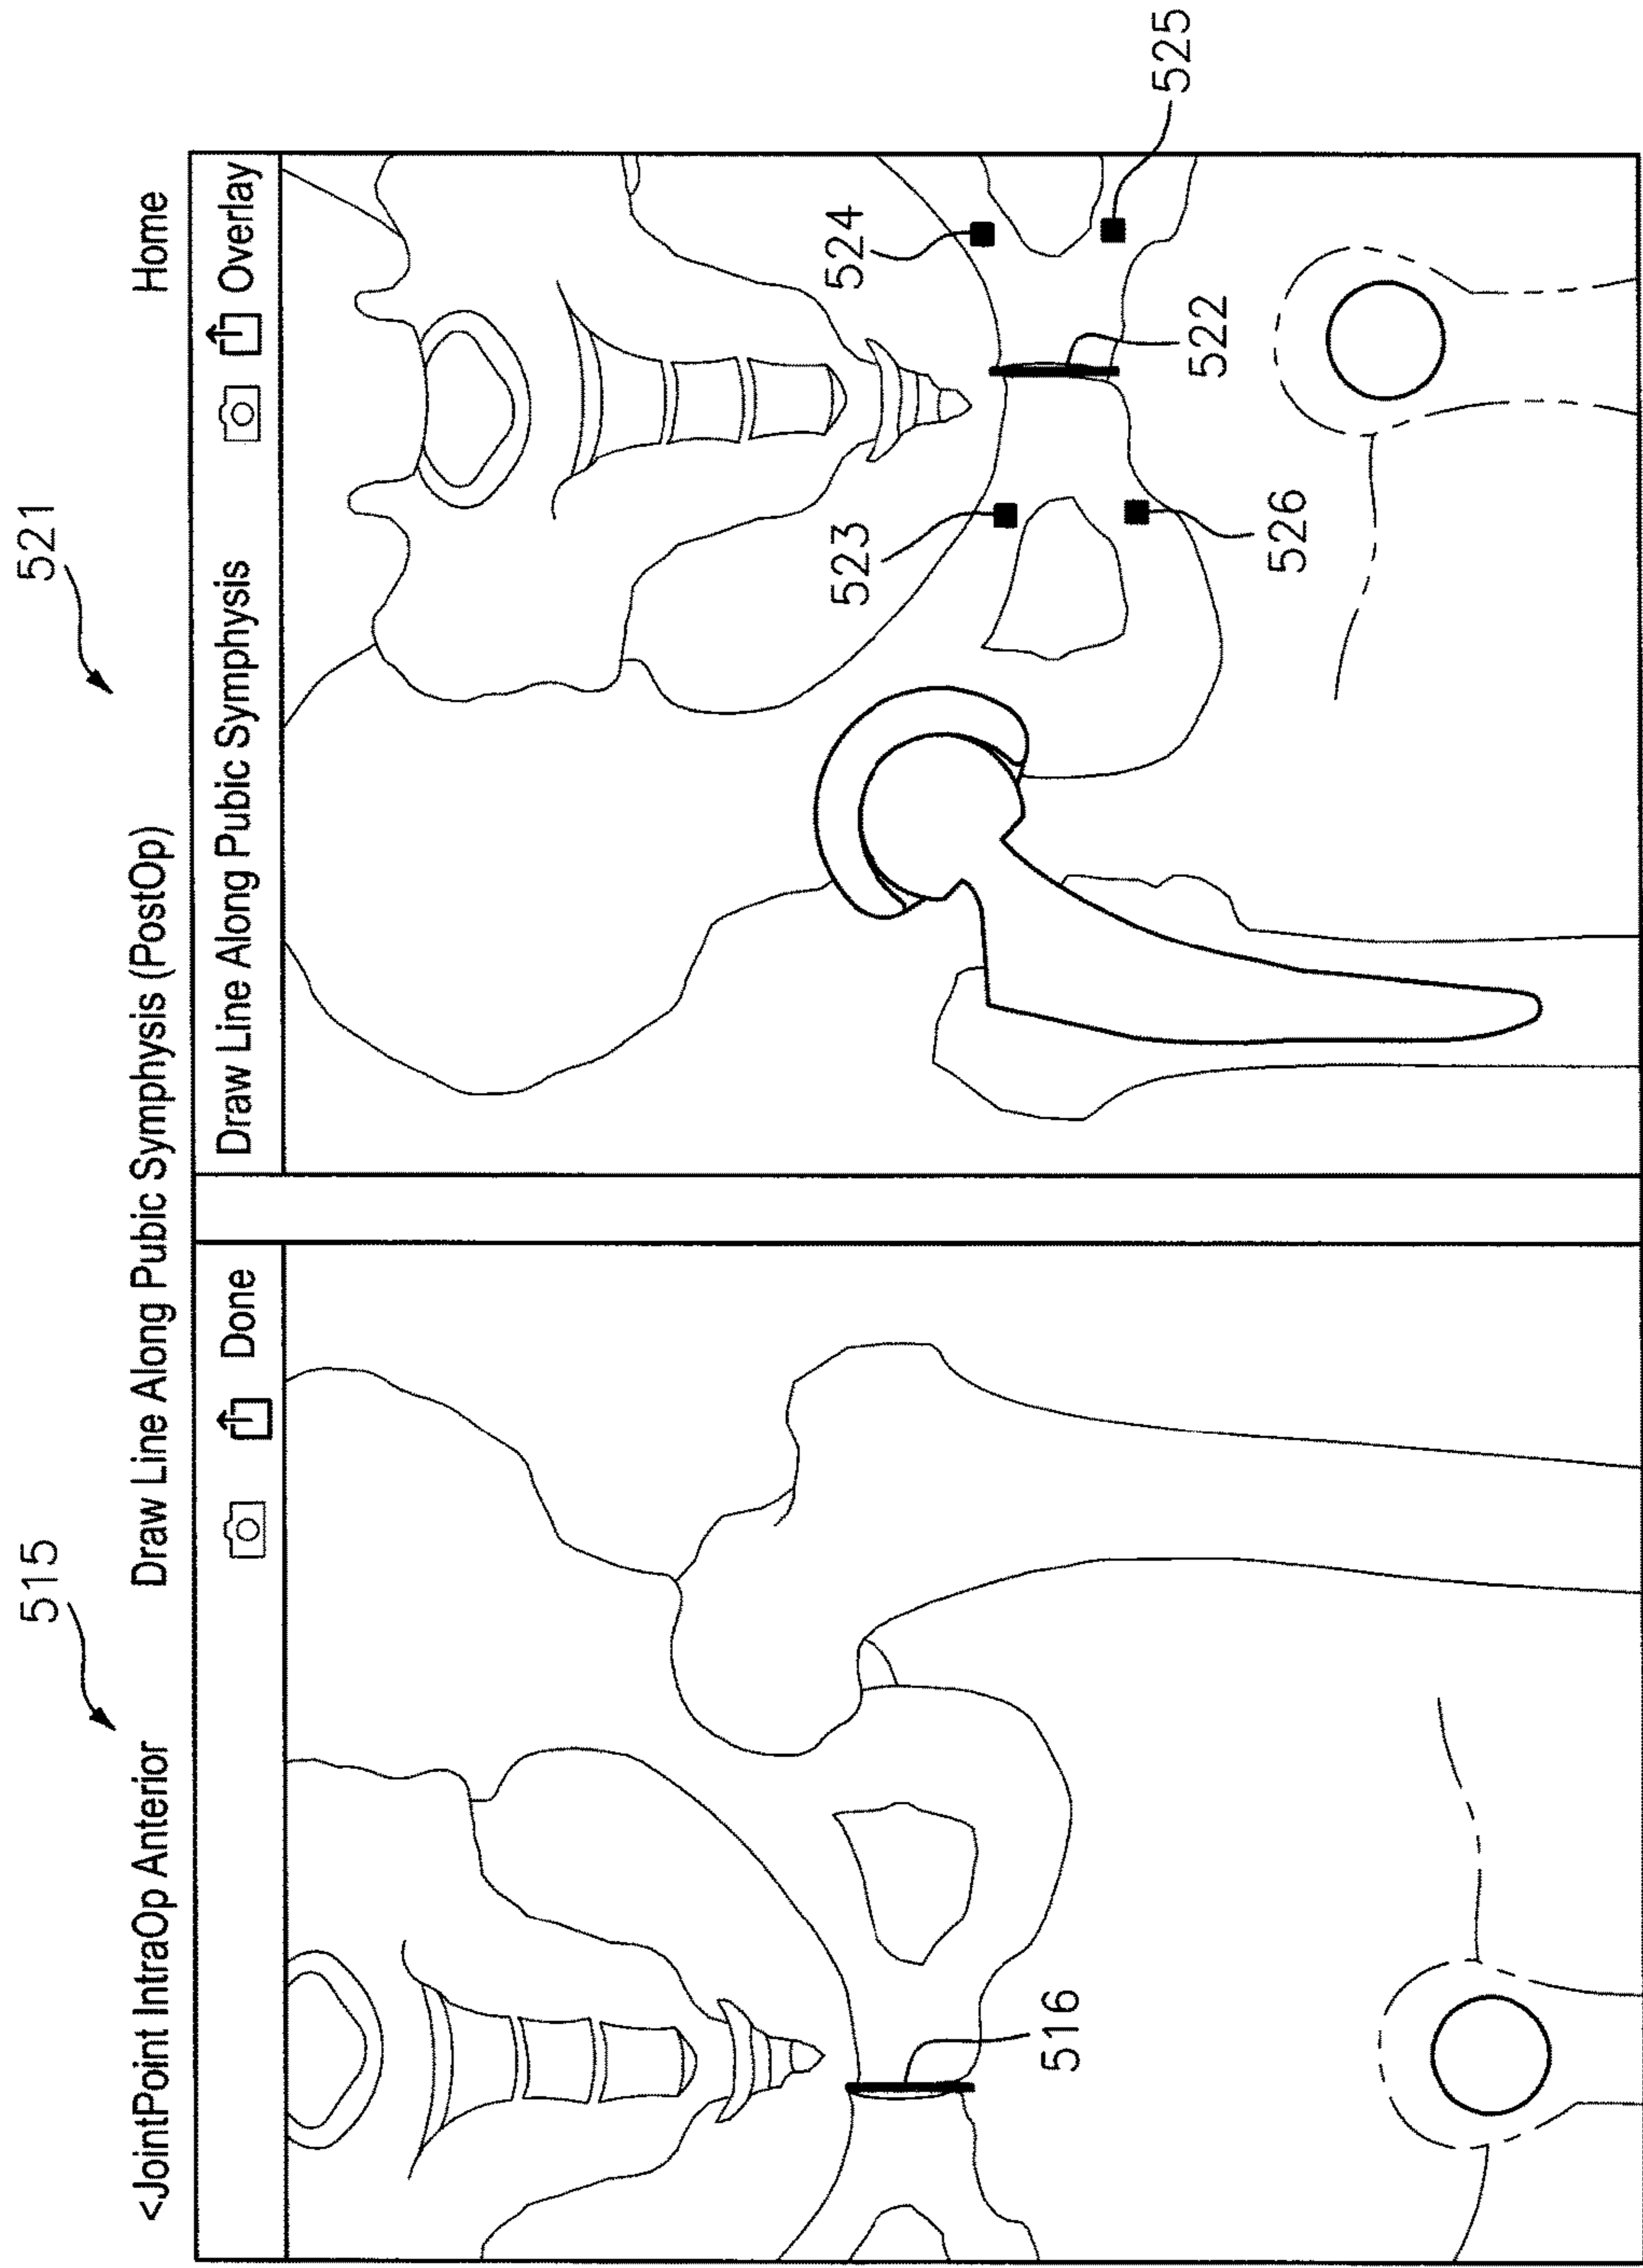 515
521
<JointPoint IntraOp Anterior
Draw Line Along Pubic Symphysis (PostOp)
Home
Done
Draw Line Along Pubic Symphysis
Overlay
516
523
524
522
526
525